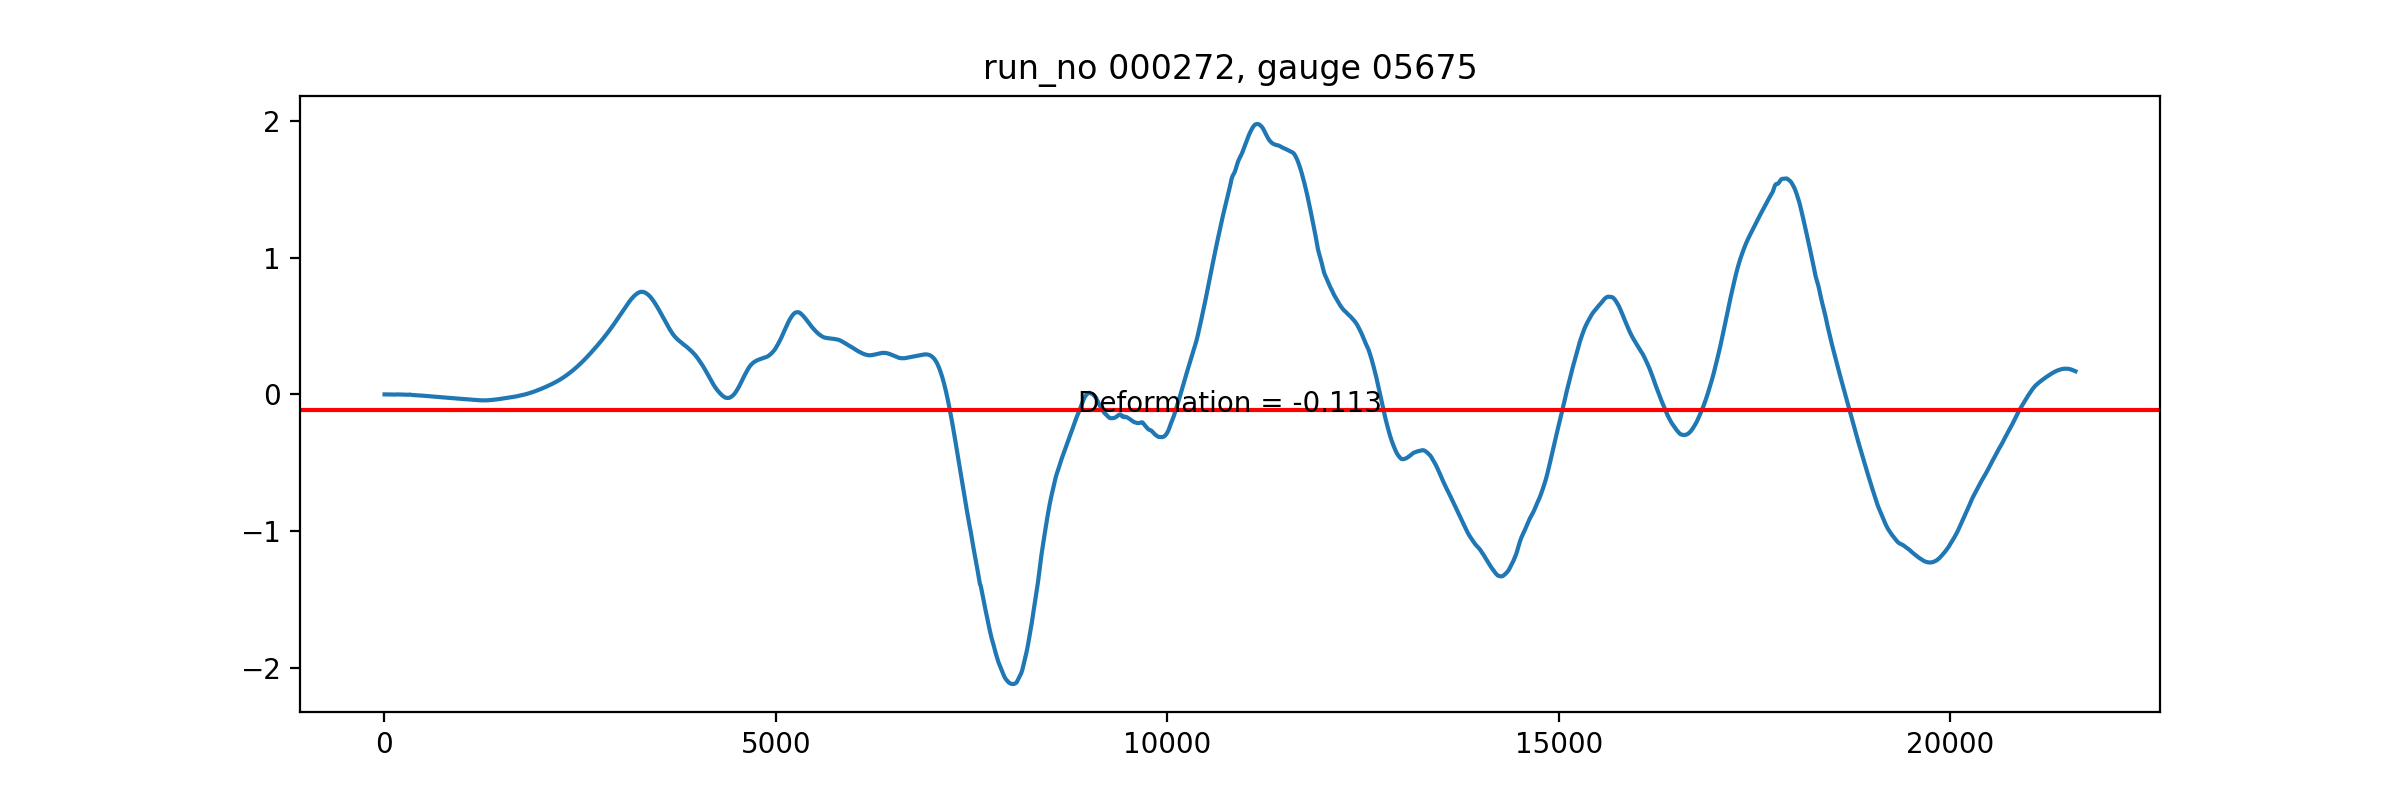 run_no 000272, gauge 05675
2
1
0
−1
−2
Deformation = -0.113
0 5000 10000 15000 20000